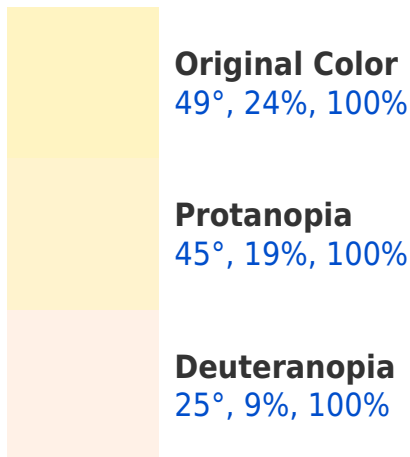 Original Color
49°, 24%, 100%
Protanopia
45°, 19%, 100%
Deuteranopia
25°, 9%, 100%